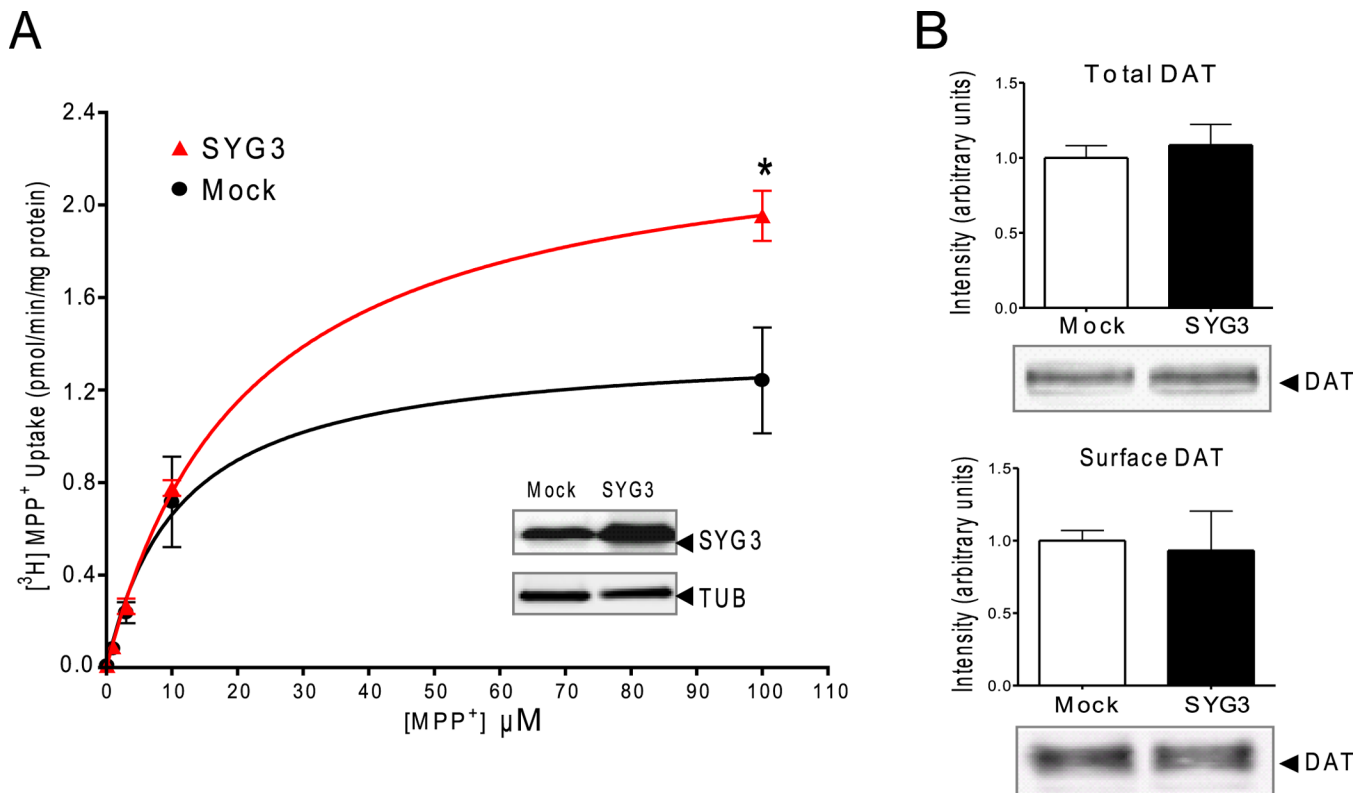 A
[³H] MPP⁺ Uptake (pmol/min/mg protein)
2.4
2.0
1.6
1.2
0.8
0.4
0.0
SYG3
Mock
*
Mock SYG3
SYG3
TUB
0 10 20 30 40 50 60 70 80 90 100 110
[MPP⁺] µM
B
Total DAT
Intensity (arbitrary units)
1.5
1.0
0.5
0.0
Mock SYG3
DAT
Surface DAT
Intensity (arbitrary units)
1.5
1.0
0.5
0.0
Mock SYG3
DAT